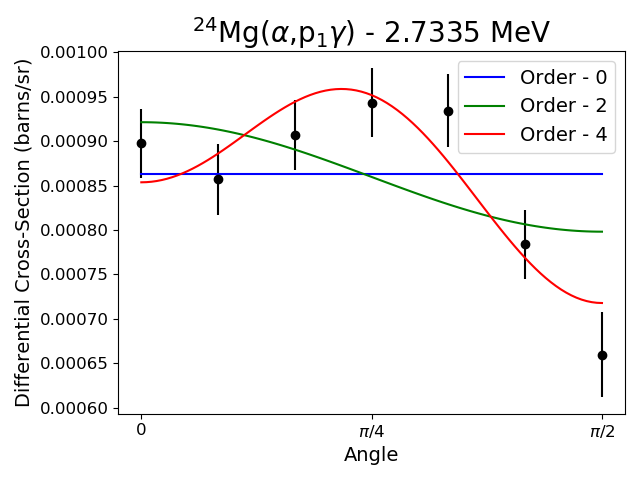 ²⁴Mg(α,p₁γ) - 2.7335 MeV
Differential Cross-Section (barns/sr)
0.00100
0.00095
0.00090
0.00085
0.00080
0.00075
0.00070
0.00065
0.00060
Order - 0
Order - 2
Order - 4
0 π/4 π/2
Angle